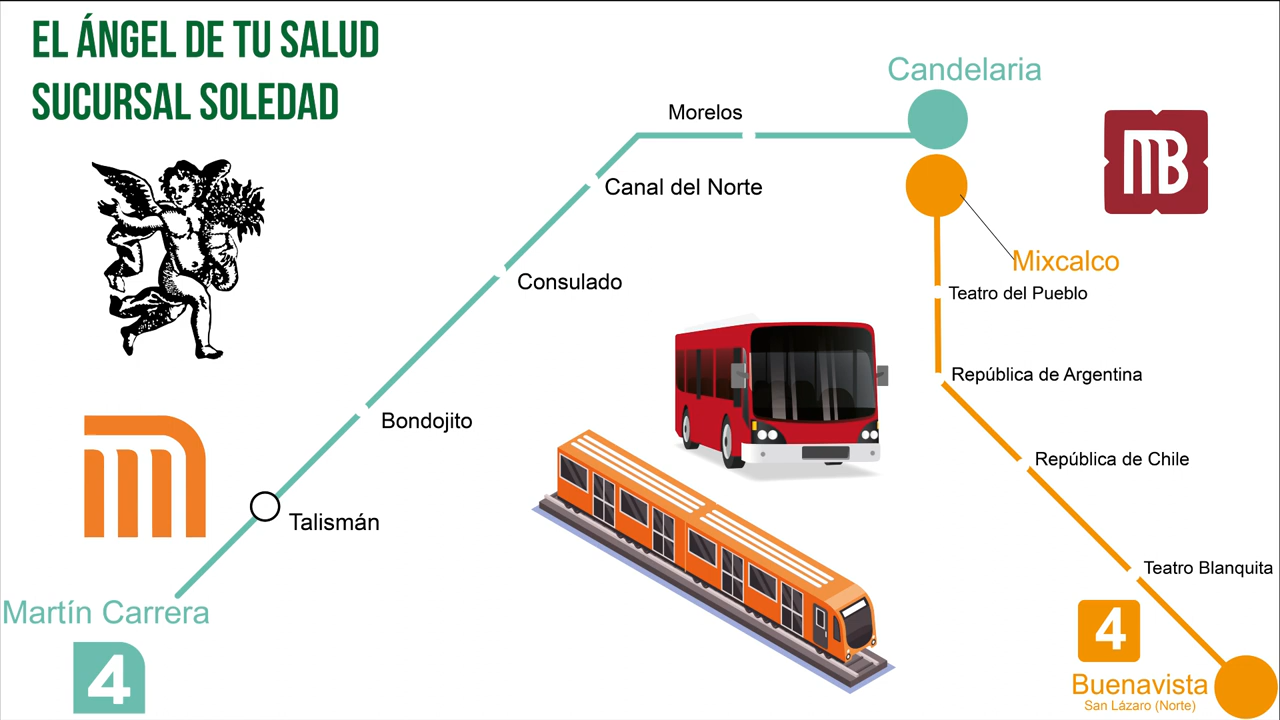 EL ÁNGEL DE TU SALUD
SUCURSAL SOLEDAD
Candelaria
Morelos
MB
Canal del Norte
Mixcalco
Consulado
Teatro del Pueblo
República de Argentina
Bondojito
República de Chile
Talismán
Teatro Blanquita
Martín Carrera
4
4
Buenavista
San Lázaro (Norte)